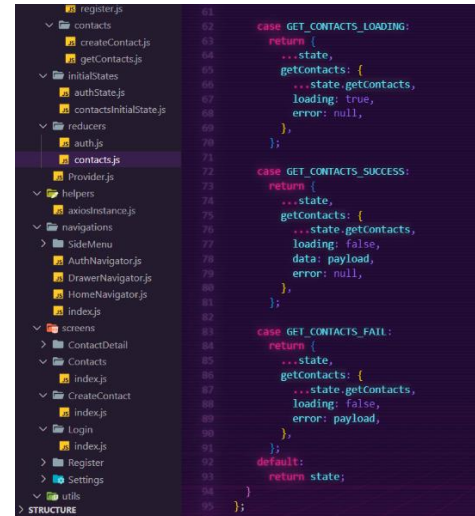 register.js
contacts
createContact.js
getContacts.js
initialStates
authState.js
contactsInitialState.js
reducers
auth.js
contacts.js
Provider.js
helpers
axiosInstance.js
navigations
SideMenu
AuthNavigator.js
DrawerNavigator.js
HomeNavigator.js
index.js
screens
ContactDetail
Contacts
index.js
CreateContact
index.js
Login
index.js
Register
Settings
utils
STRUCTURE
61
62 case GET_CONTACTS_LOADING:
63 return {
64 ...state,
65 getContacts: {
66 ...state.getContacts,
67 loading: true,
68 error: null,
69 },
70 };
71
72 case GET_CONTACTS_SUCCESS:
73 return {
74 ...state,
75 getContacts: {
76 ...state.getContacts,
77 loading: false,
78 data: payload,
79 error: null,
80 },
81 };
82
83 case GET_CONTACTS_FAIL:
84 return {
85 ...state,
86 getContacts: {
87 ...state.getContacts,
88 loading: false,
89 error: payload,
90 },
91 };
92 default:
93 return state;
94 }
95 };